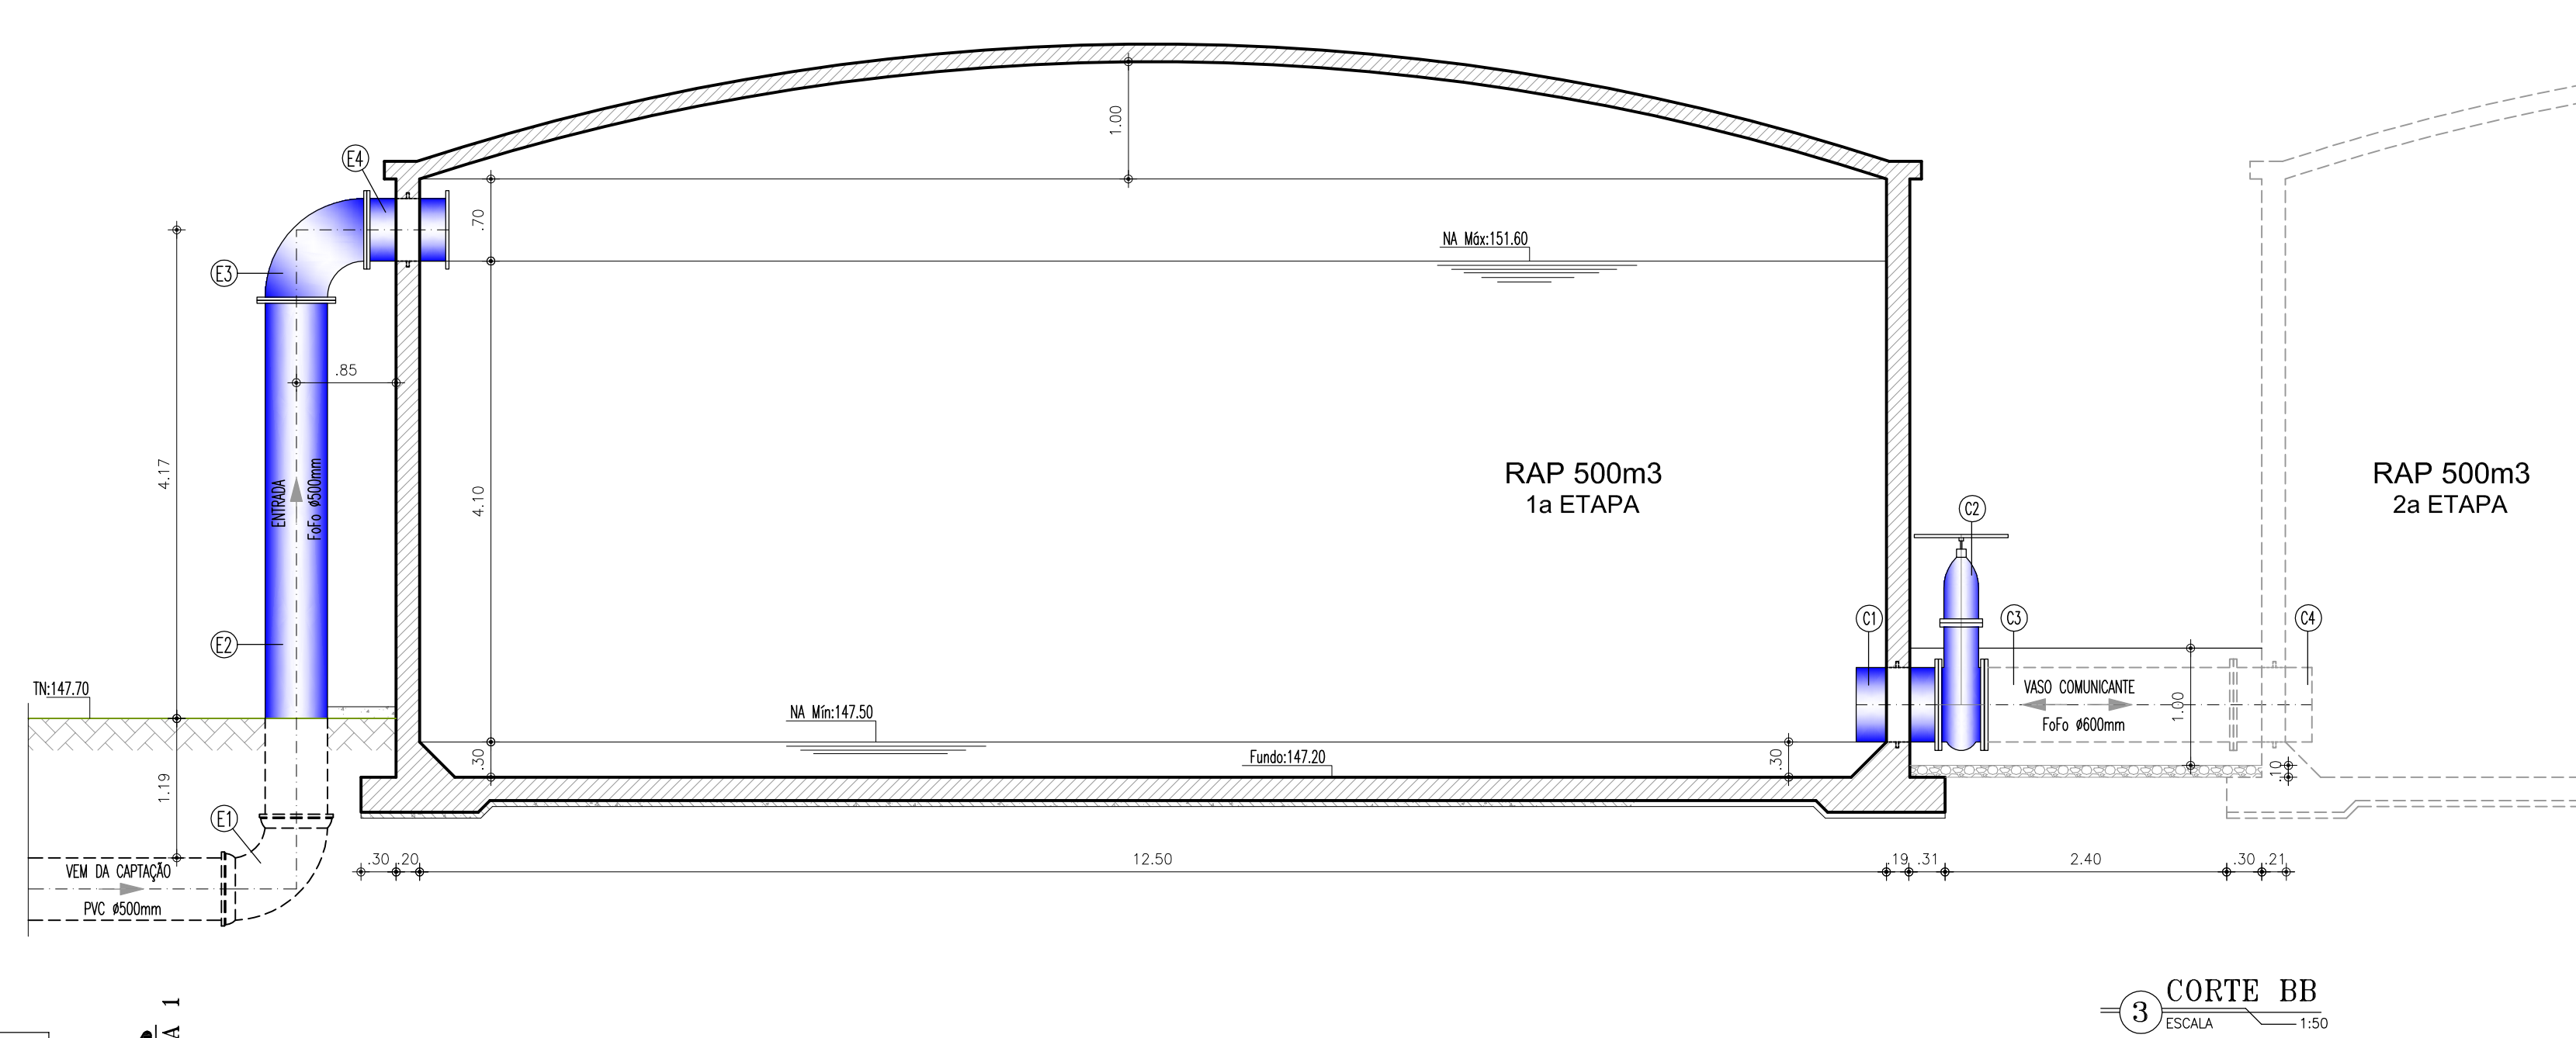 1.00
E4
.70
NA Máx:151.60
E3
.85
4.17
ENTRADA
FoFo ø500mm
4.10
RAP 500m3
1a ETAPA
RAP 500m3
2a ETAPA
C2
C1
C3
C4
E2
TN:147.70
VASO COMUNICANTE
FoFo ø600mm
1.00
NA Mín:147.50
.30
Fundo:147.20
.30
.10
1.19
E1
VEM DA CAPTAÇÃO
PVC ø500mm
.30 .20 12.50 .19 .31 2.40 .30 .21
A 1
3 CORTE BB
ESCALA 1:50